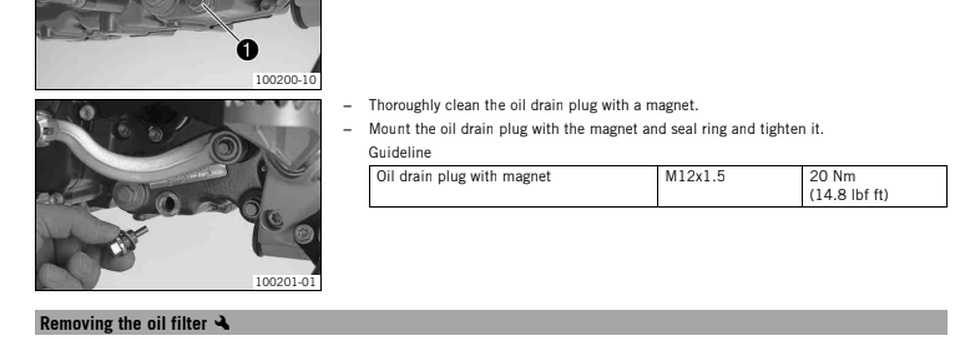 1
100200-10
– Thoroughly clean the oil drain plug with a magnet.
– Mount the oil drain plug with the magnet and seal ring and tighten it.
Guideline
Oil drain plug with magnet M12x1.5 20 Nm
(14.8 lbf ft)
100201-01
Removing the oil filter